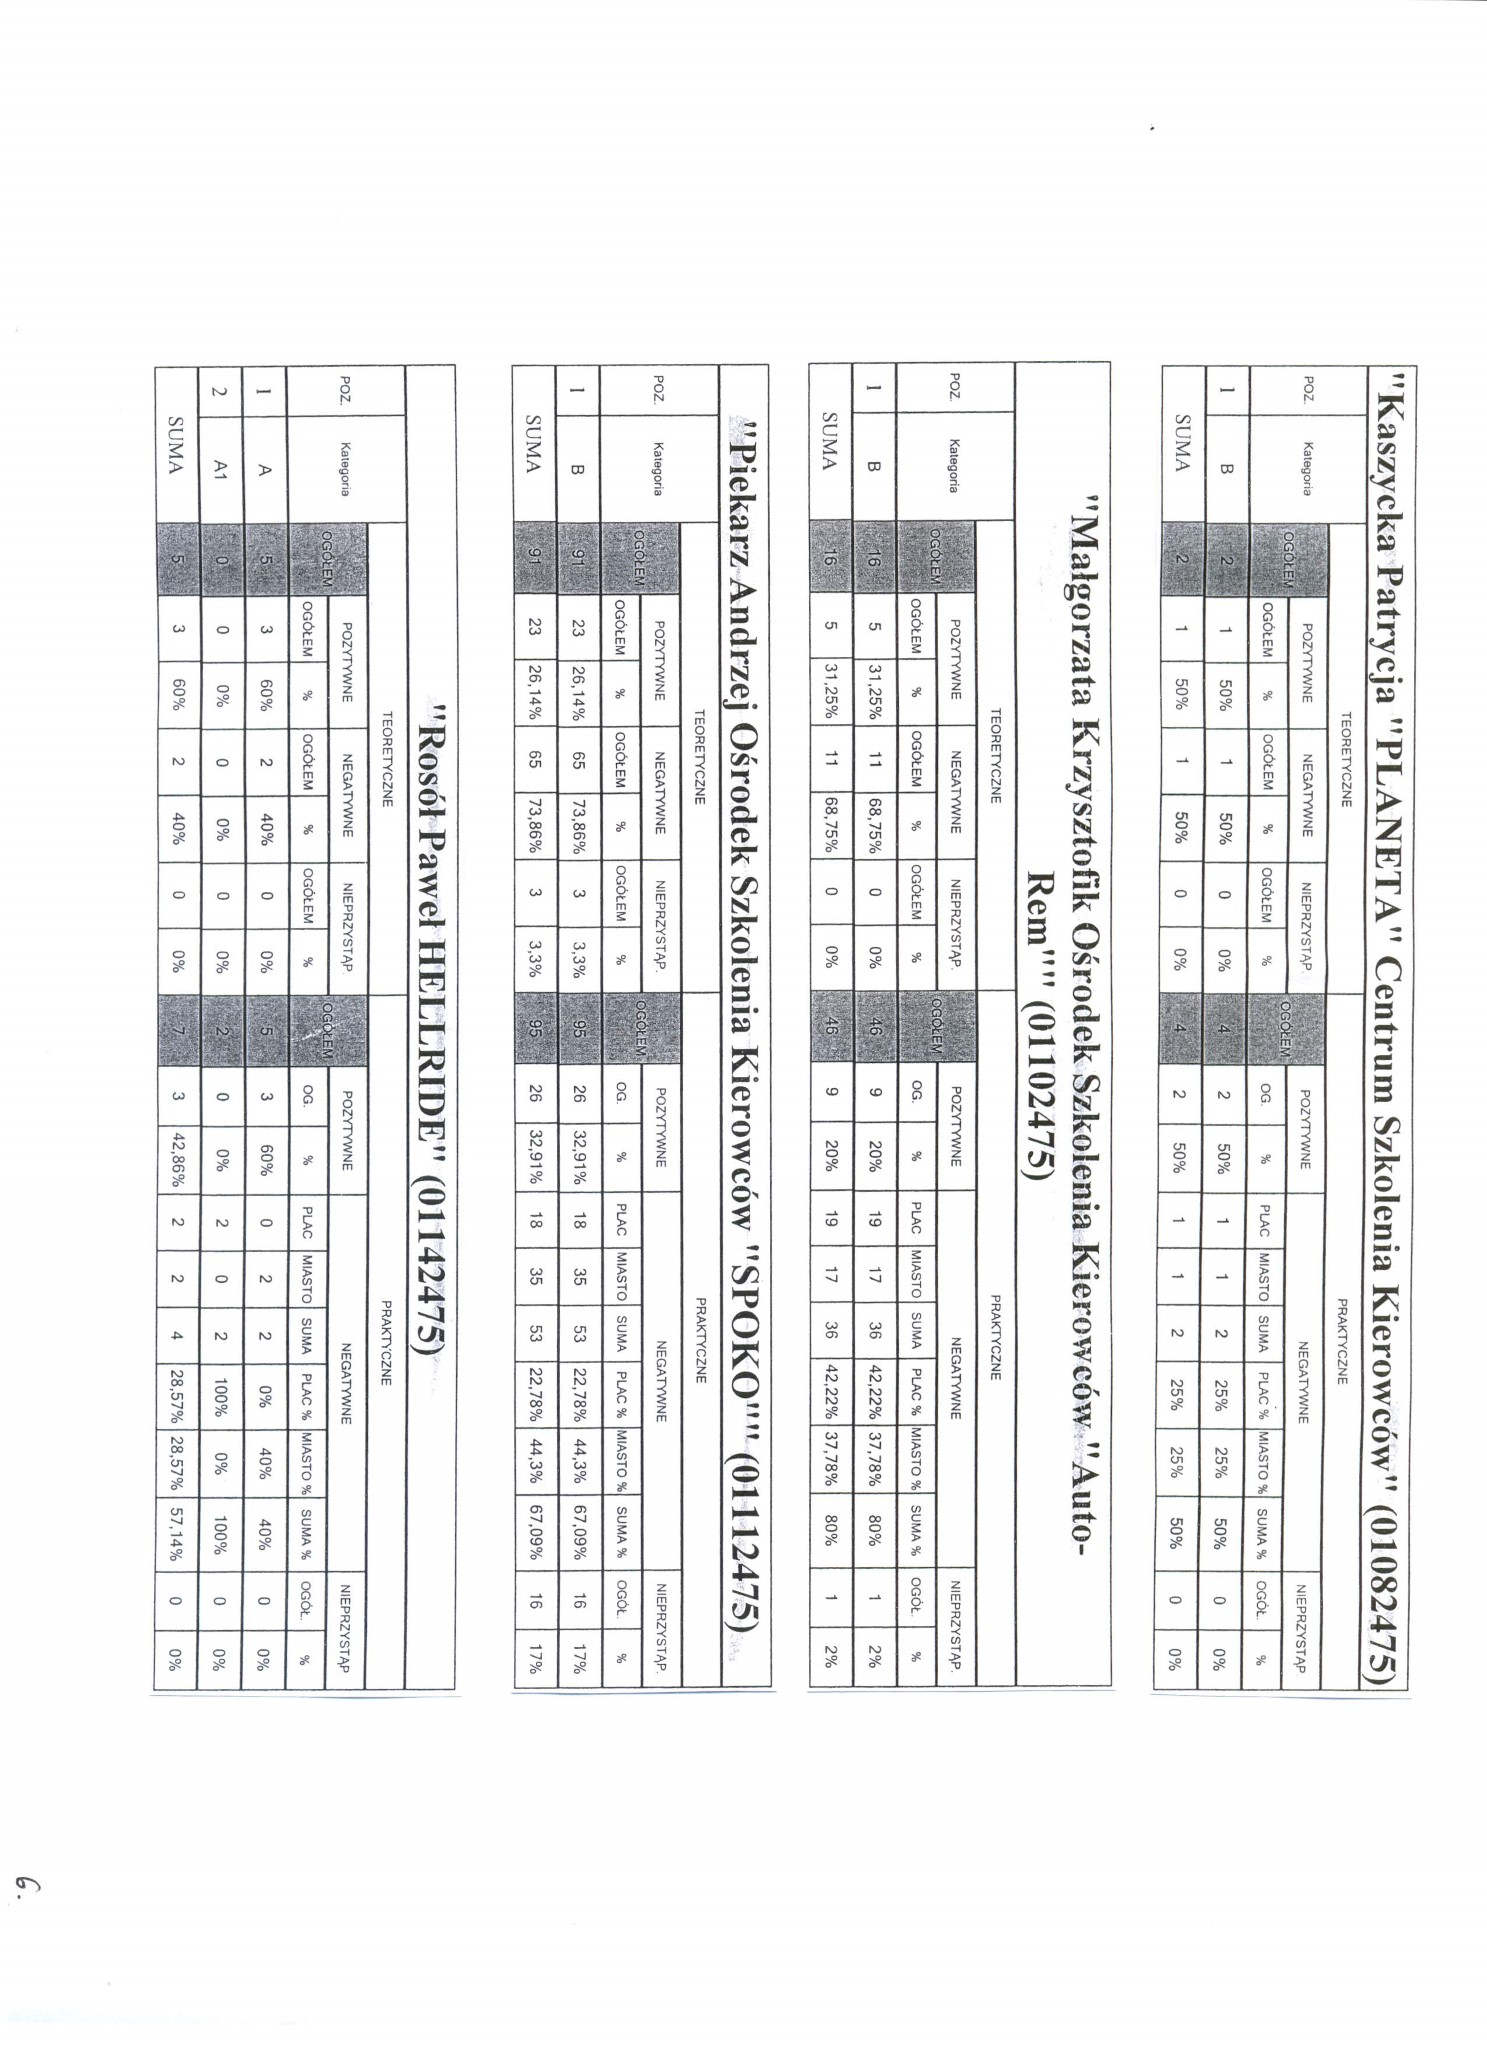 "Kaszycka Patrycja "PLANETA" Centrum Szkolenia Kierowców" (01082475)
TEORETYCZNE PRAKTYCZNE
POZ. Kategoria OGÓŁEM POZYTYWNE NEGATYWNE NIEPRZYSTĄP. OGÓŁEM POZYTYWNE NEGATYWNE NIEPRZYSTĄP
OGÓŁEM % OGÓŁEM % OGÓŁEM % OG. % PLAC MIASTO SUMA PLAC % MIASTO % SUMA % OGÓŁ. %
1 B 2 1 50% 1 50% 0 0% 4 2 50% 1 1 2 25% 25% 50% 0 0%
SUMA 2 1 50% 1 50% 0 0% 4 2 50% 1 1 2 25% 25% 50% 0 0%
"Małgorzata Krzysztofik Ośrodek Szkolenia Kierowców "Auto-
Rem"" (01102475)
TEORETYCZNE PRAKTYCZNE
POZ. Kategoria OGÓŁEM POZYTYWNE NEGATYWNE NIEPRZYSTĄP. OGÓŁEM POZYTYWNE NEGATYWNE NIEPRZYSTĄP.
OGÓŁEM % OGÓŁEM % OGÓŁEM % OG. % PLAC MIASTO SUMA PLAC % MIASTO % SUMA % OGÓŁ. %
1 B 16 5 31,25% 11 68,75% 0 0% 46 9 20% 19 17 36 42,22% 37,78% 80% 1 2%
SUMA 16 5 31,25% 11 68,75% 0 0% 46 9 20% 19 17 36 42,22% 37,78% 80% 1 2%
"Piekarz Andrzej Ośrodek Szkolenia Kierowców "SPOKO"" (01112475)
TEORETYCZNE PRAKTYCZNE
POZ. Kategoria OGÓŁEM POZYTYWNE NEGATYWNE NIEPRZYSTĄP. OGÓŁEM POZYTYWNE NEGATYWNE NIEPRZYSTĄP.
OGÓŁEM % OGÓŁEM % OGÓŁEM % OG. % PLAC MIASTO SUMA PLAC % MIASTO % SUMA % OGÓŁ. %
1 B 91 23 26,14% 65 73,86% 3 3,3% 95 26 32,91% 18 35 53 22,78% 44,3% 67,09% 16 17%
SUMA 91 23 26,14% 65 73,86% 3 3,3% 95 26 32,91% 18 35 53 22,78% 44,3% 67,09% 16 17%
"Rosół Paweł HELLRIDE" (01142475)
TEORETYCZNE PRAKTYCZNE
POZ. Kategoria OGÓŁEM POZYTYWNE NEGATYWNE NIEPRZYSTĄP. OGÓŁEM POZYTYWNE NEGATYWNE NIEPRZYSTĄP
OGÓŁEM % OGÓŁEM % OGÓŁEM % OG. % PLAC MIASTO SUMA PLAC % MIASTO % SUMA % OGÓŁ. %
1 A 5 3 60% 2 40% 0 0% 5 3 60% 0 2 2 0% 40% 40% 0 0%
2 A1 0 0 0% 0 0% 0 0% 2 0 0% 2 0 2 100% 0% 100% 0 0%
SUMA 5 3 60% 2 40% 0 0% 7 3 42,86% 2 2 4 28,57% 28,57% 57,14% 0 0%
6.